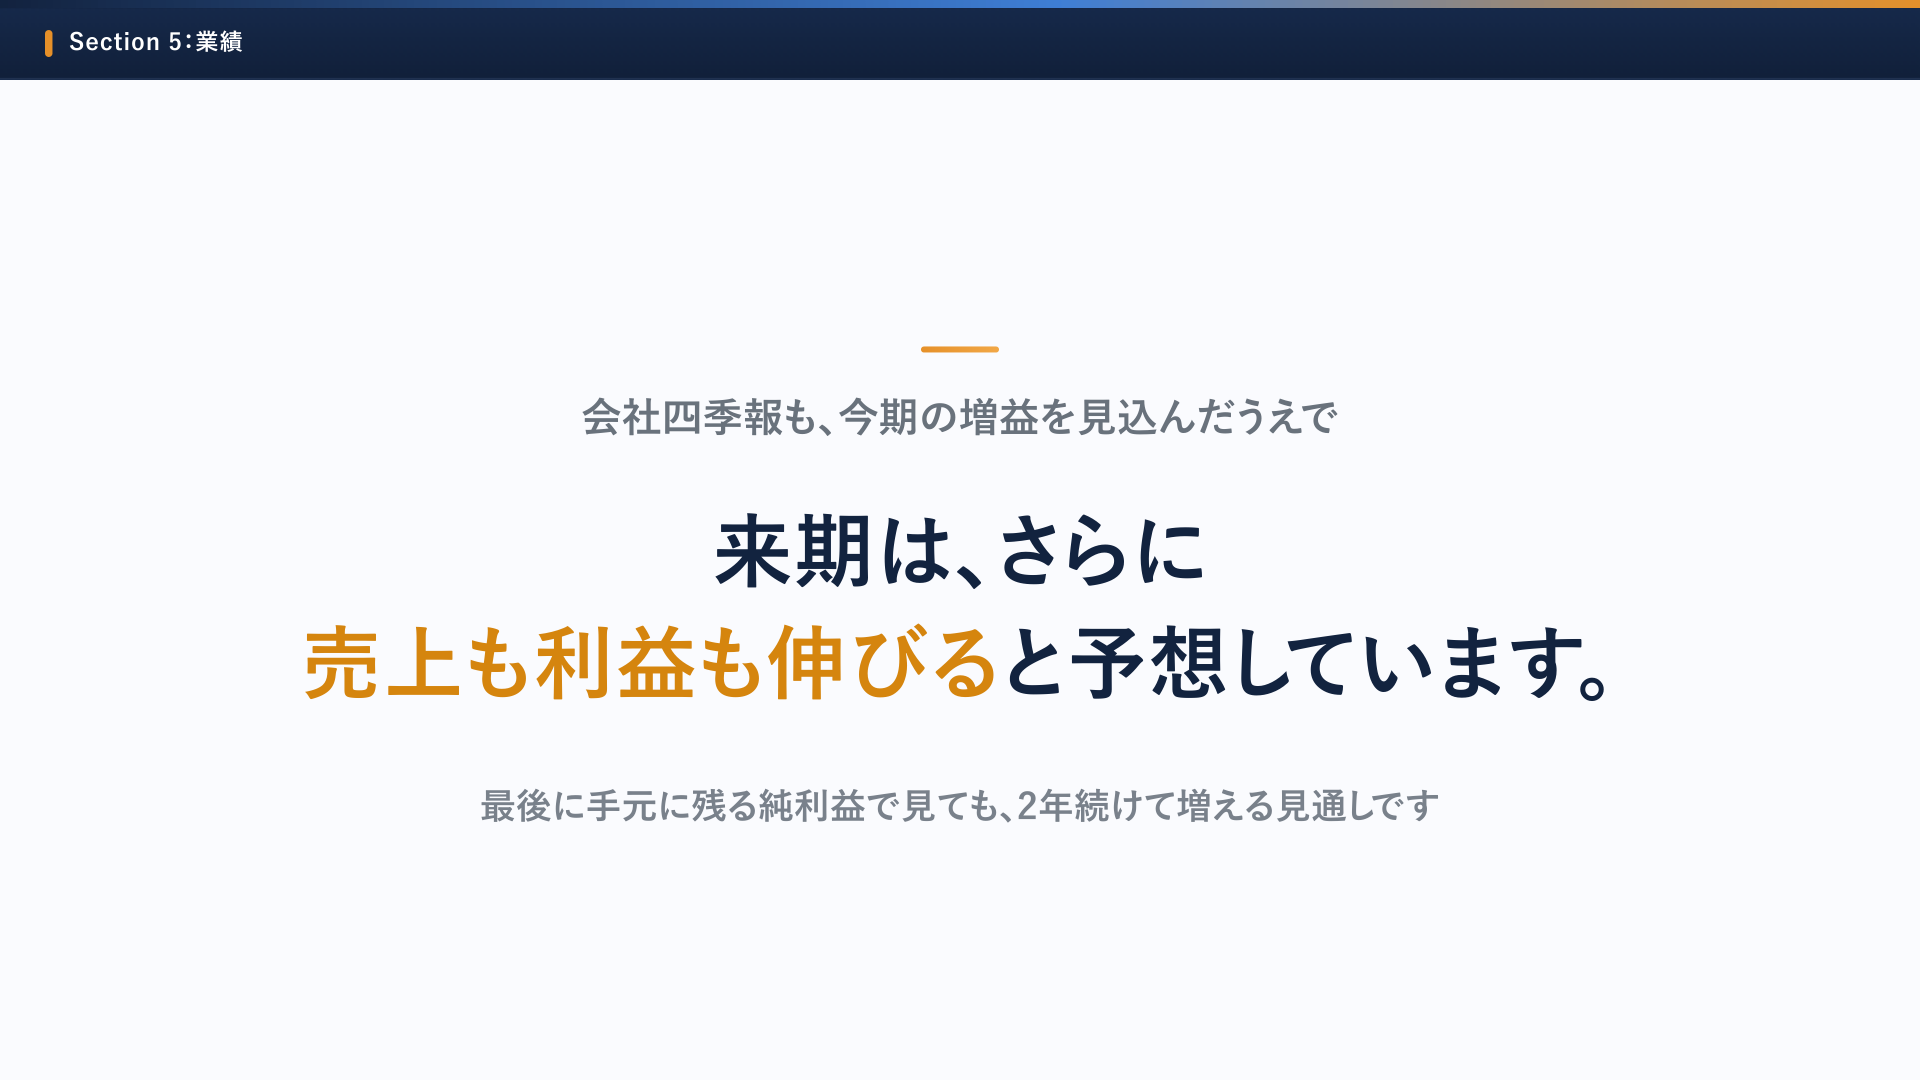 Section 5：業績
会社四季報も、今期の増益を見込んだうえで
来期は、さらに
売上も利益も伸びると予想しています。
最後に手元に残る純利益で見ても、2年続けて増える見通しです